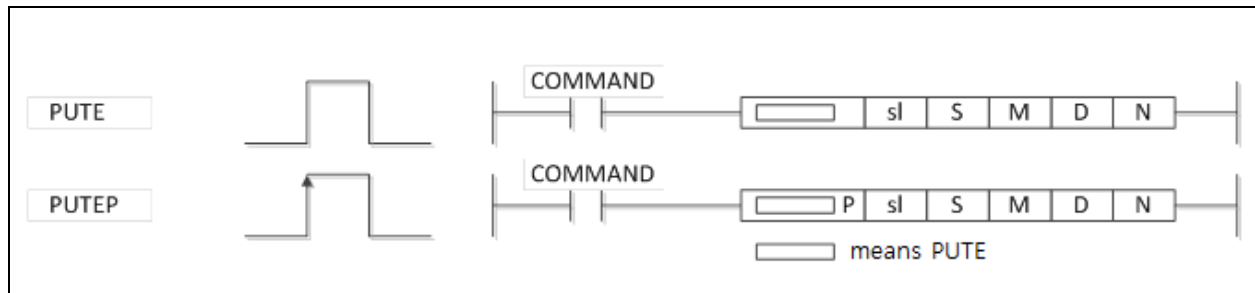 COMMAND
PUTE sl S M D N
COMMAND
PUTEP P sl S M D N
means PUTE